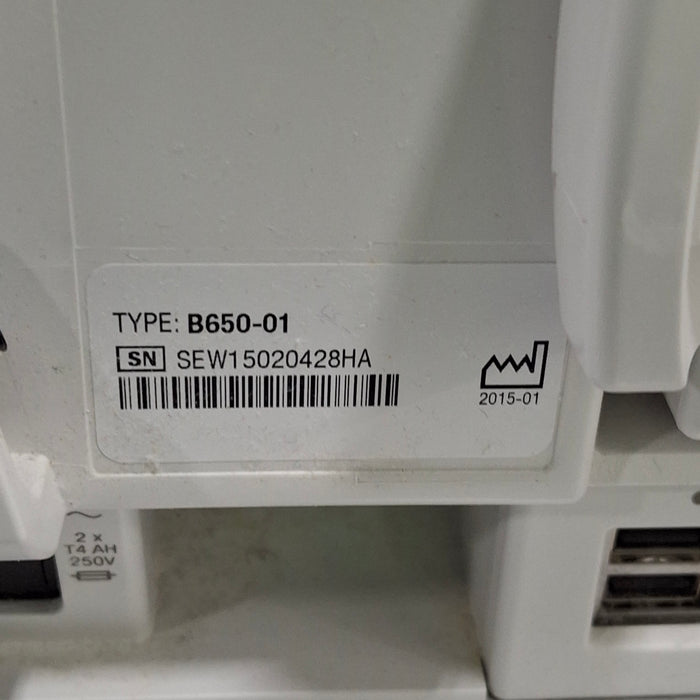 TYPE: B650-01
SN SEW15020428HA
2015-01
2 x
T4 AH
250V